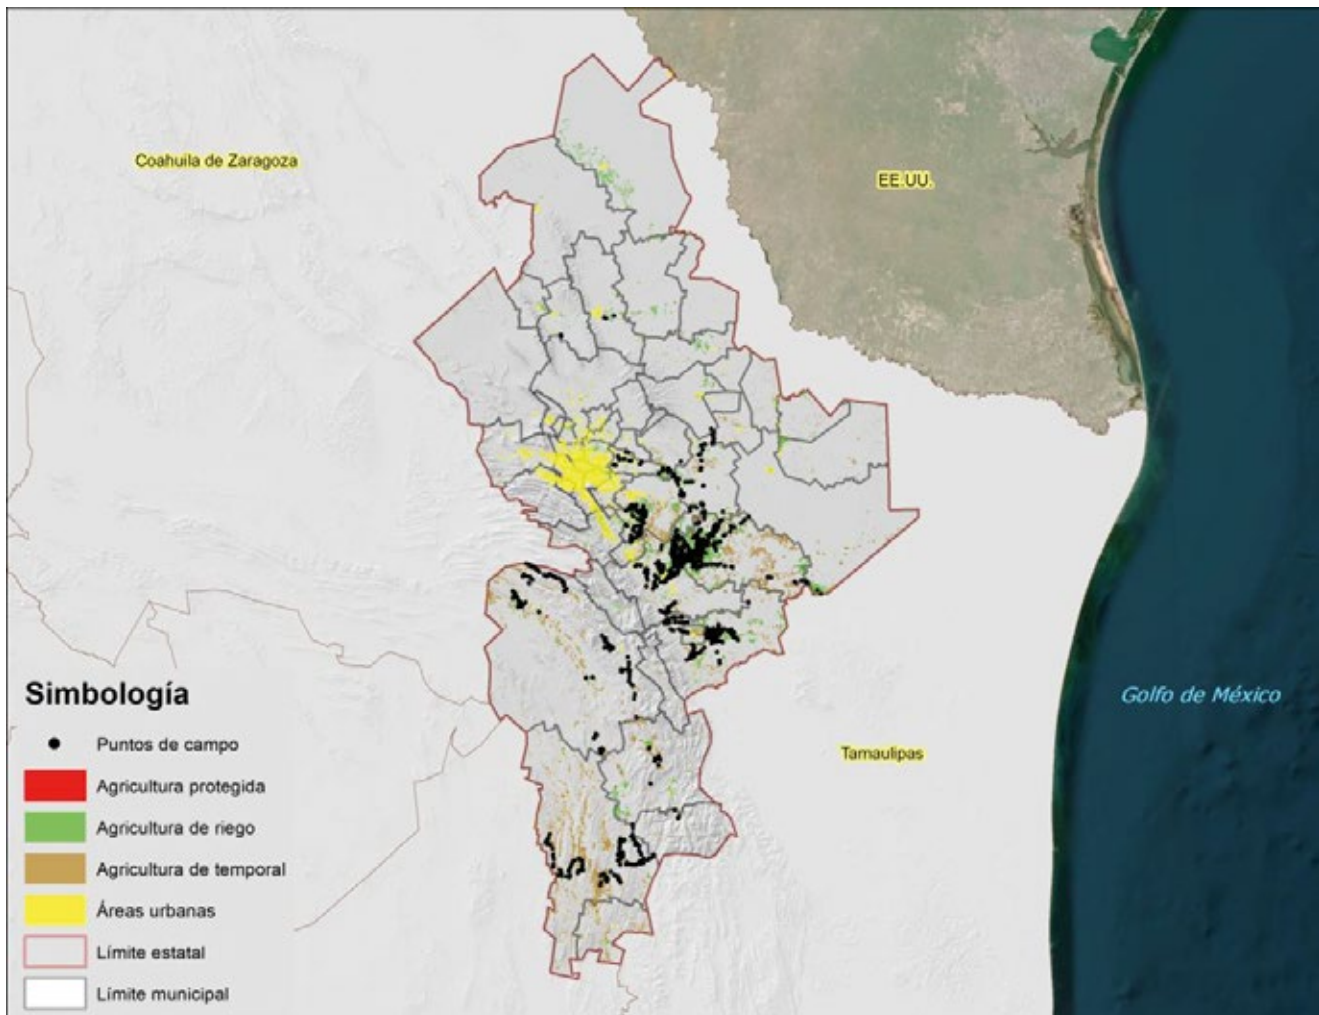 Coahuila de Zaragoza
EE.UU.
Golfo de México
Tamaulipas
Simbología
Puntos de campo
Agricultura protegida
Agricultura de riego
Agricultura de temporal
Áreas urbanas
Límite estatal
Límite municipal